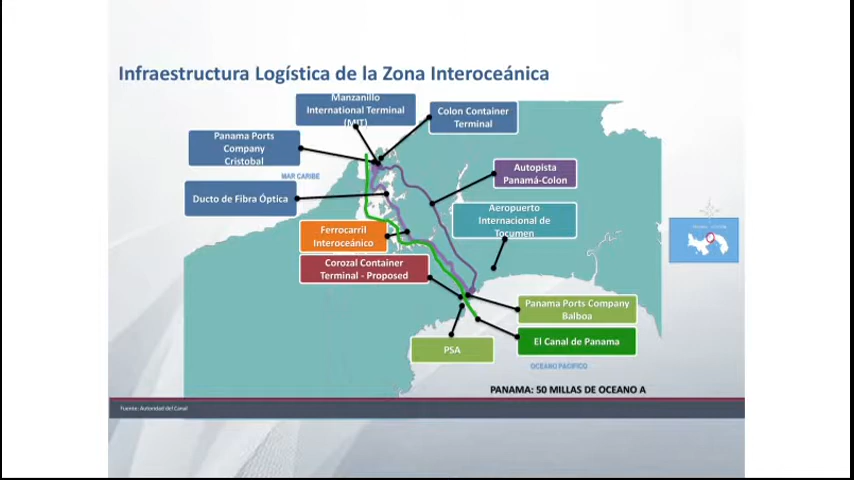 Infraestructura Logística de la Zona Interoceánica
Manzanillo
International Terminal
(MIT)
Colon Container
Terminal
Panama Ports
Company
Cristobal
MAR CARIBE
Autopista
Panamá-Colon
Ducto de Fibra Óptica
Aeropuerto
Internacional de
Tocumen
Ferrocarril
Interoceánico
Corozal Container
Terminal - Proposed
Panama Ports Company
Balboa
El Canal de Panama
PSA
OCEANO PACIFICO
PANAMA: 50 MILLAS DE OCEANO A
Fuente: Autoridad del Canal